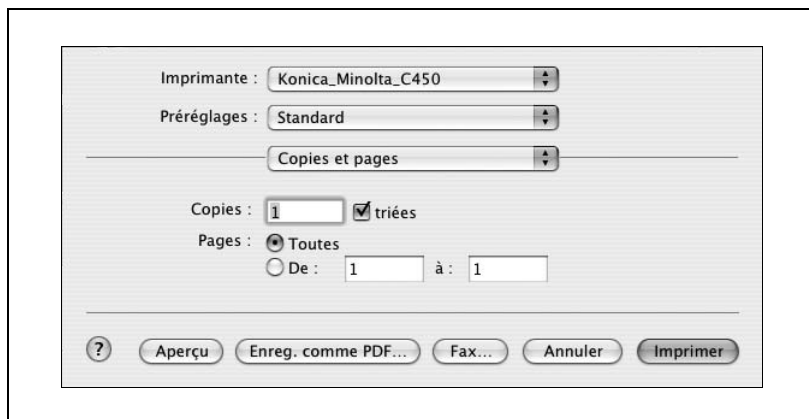 Imprimante : Konica_Minolta_C450
Préréglages : Standard
Copies et pages
Copies : 1 triées
Pages : Toutes
De : 1 à : 1
? Aperçu Enreg. comme PDF... Fax... Annuler Imprimer